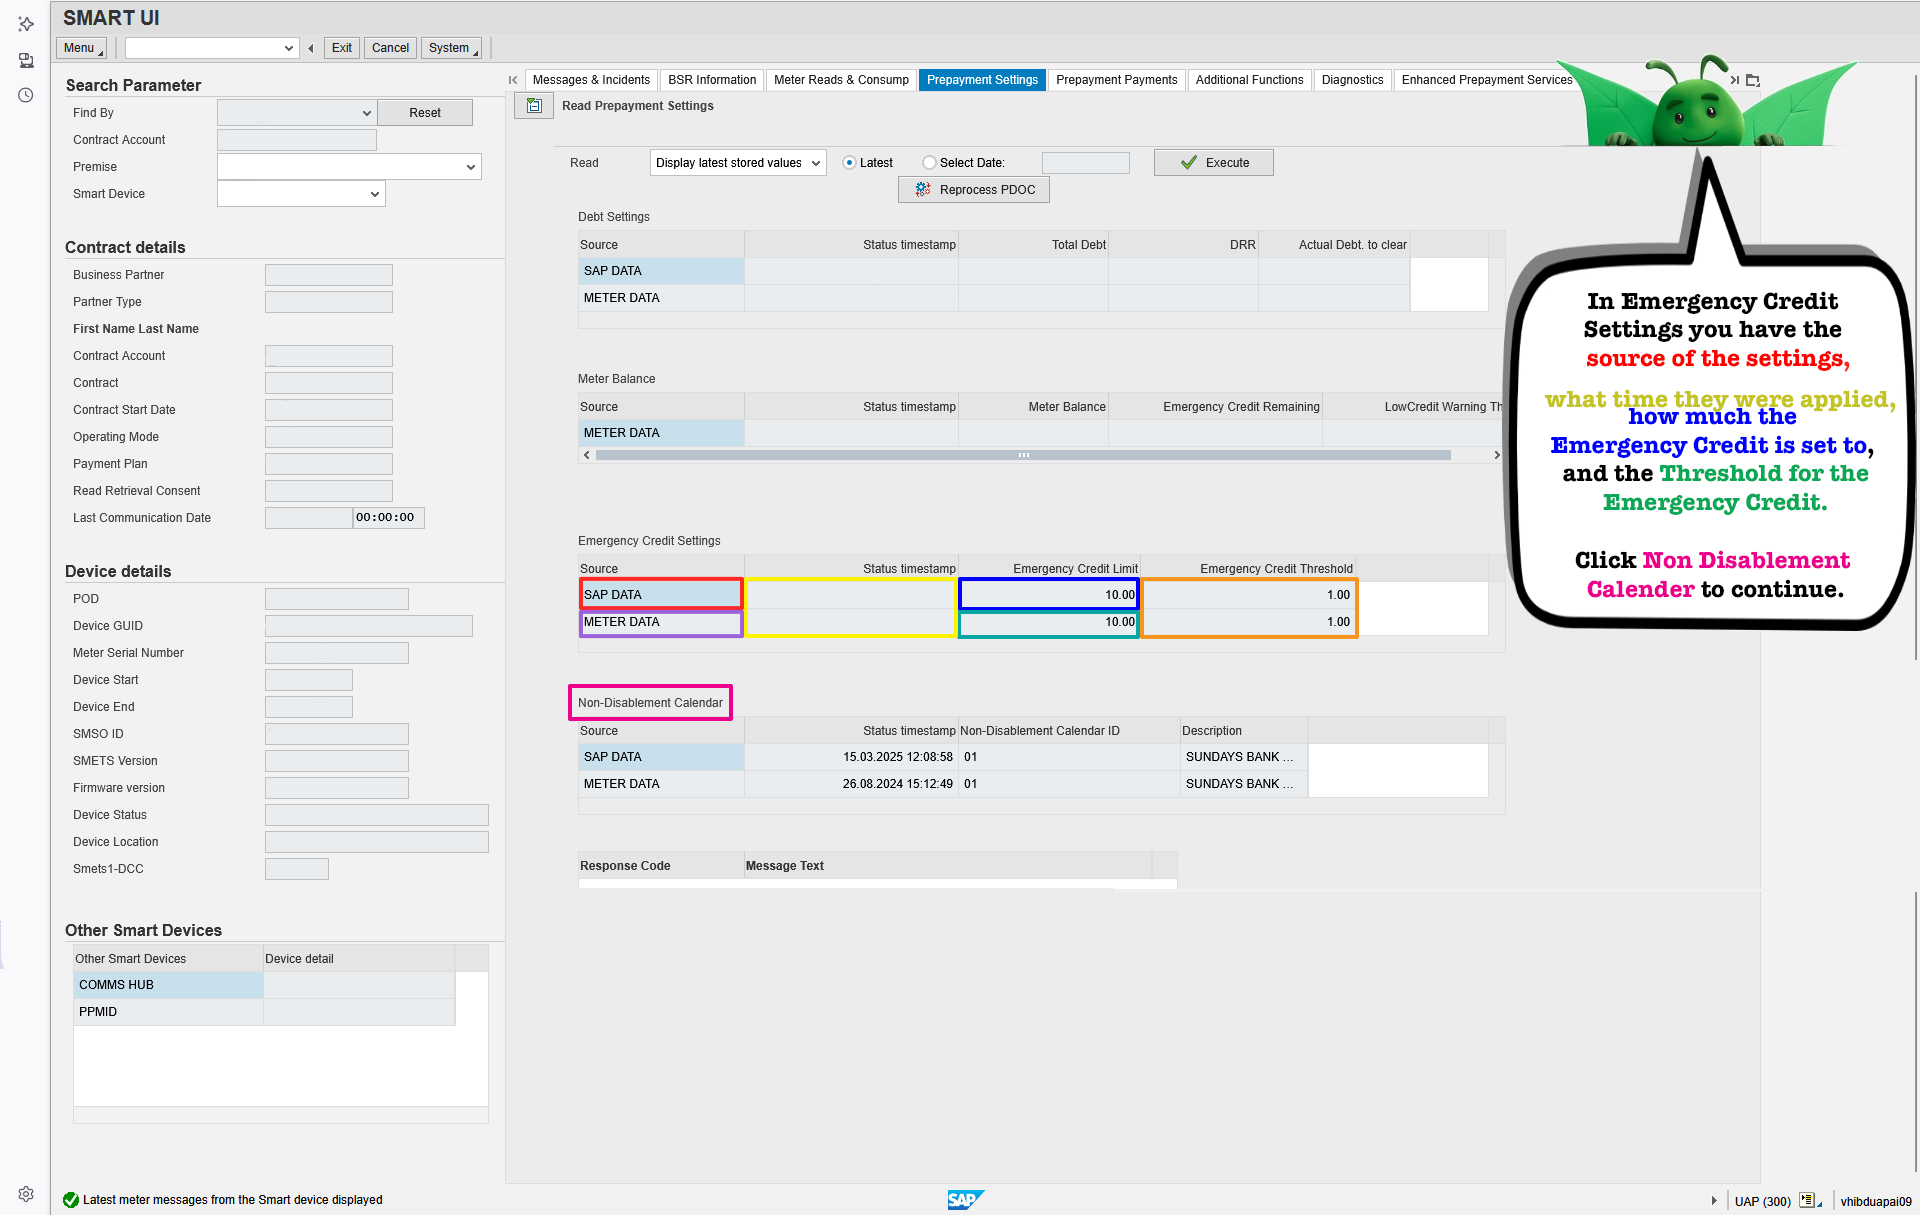 SMART UI
Menu
Exit
Cancel
System
Search Parameter
Find By
Reset
Contract Account
Premise
Smart Device
Contract details
Business Partner
Partner Type
First Name Last Name
Contract Account
Contract
Contract Start Date
Operating Mode
Payment Plan
Read Retrieval Consent
Last Communication Date 00:00:00
Device details
POD
Device GUID
Meter Serial Number
Device Start
Device End
SMSO ID
SMETS Version
Firmware version
Device Status
Device Location
Smets1-DCC
Other Smart Devices
Other Smart Devices Device detail
COMMS HUB
PPMID
Messages & Incidents BSR Information Meter Reads & Consump Prepayment Settings Prepayment Payments Additional Functions Diagnostics Enhanced Prepayment Services
Read Prepayment Settings
Read Display latest stored values Latest Select Date: Execute
Reprocess PDOC
Debt Settings
Source Status timestamp Total Debt DRR Actual Debt. to clear
SAP DATA
METER DATA
Meter Balance
Source Status timestamp Meter Balance Emergency Credit Remaining LowCredit Warning Th
METER DATA
Emergency Credit Settings
Source Status timestamp Emergency Credit Limit Emergency Credit Threshold
SAP DATA 10.00 1.00
METER DATA 10.00 1.00
Non-Disablement Calendar
Source Status timestamp Non-Disablement Calendar ID Description
SAP DATA 15.03.2025 12:08:58 01 SUNDAYS BANK ...
METER DATA 26.08.2024 15:12:49 01 SUNDAYS BANK ...
Response Code Message Text
In Emergency Credit
Settings you have the
source of the settings,
what time they were applied,
how much the
Emergency Credit is set to,
and the Threshold for the
Emergency Credit.
Click Non Disablement
Calender to continue.
Latest meter messages from the Smart device displayed
SAP
UAP (300)
vhibduapai09